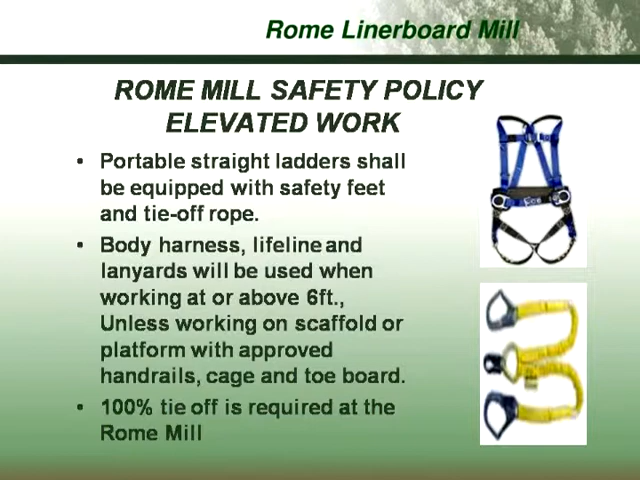 Rome Linerboard Mill
ROME MILL SAFETY POLICY
ELEVATED WORK
• Portable straight ladders shall
be equipped with safety feet
and tie-off rope.
• Body harness, lifeline and
lanyards will be used when
working at or above 6ft.,
Unless working on scaffold or
platform with approved
handrails, cage and toe board.
• 100% tie off is required at the
Rome Mill